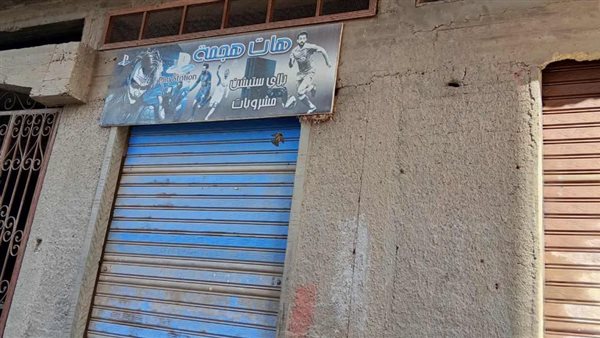 هات هجمة
PlayStation
بلاي ستيشن
مشروبات